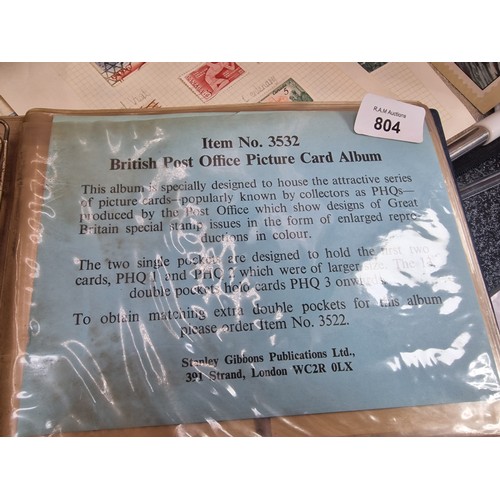 R.A.M Auctions
804
Item No. 3532
British Post Office Picture Card Album
This album is specially designed to house the attractive series
of picture cards—popularly known by collectors as PHQs—
produced by the Post Office which show designs of Great
Britain special stamp issues in the form of enlarged repro-
ductions in colour.
The two single pockets are designed to hold the first two
cards, PHQ 1 and PHQ 2 which were of larger size. The
double pockets hold cards PHQ 3 onwards.
To obtain matching extra double pockets for this album
please order Item No. 3522.
Stanley Gibbons Publications Ltd.,
391 Strand, London WC2R 0LX